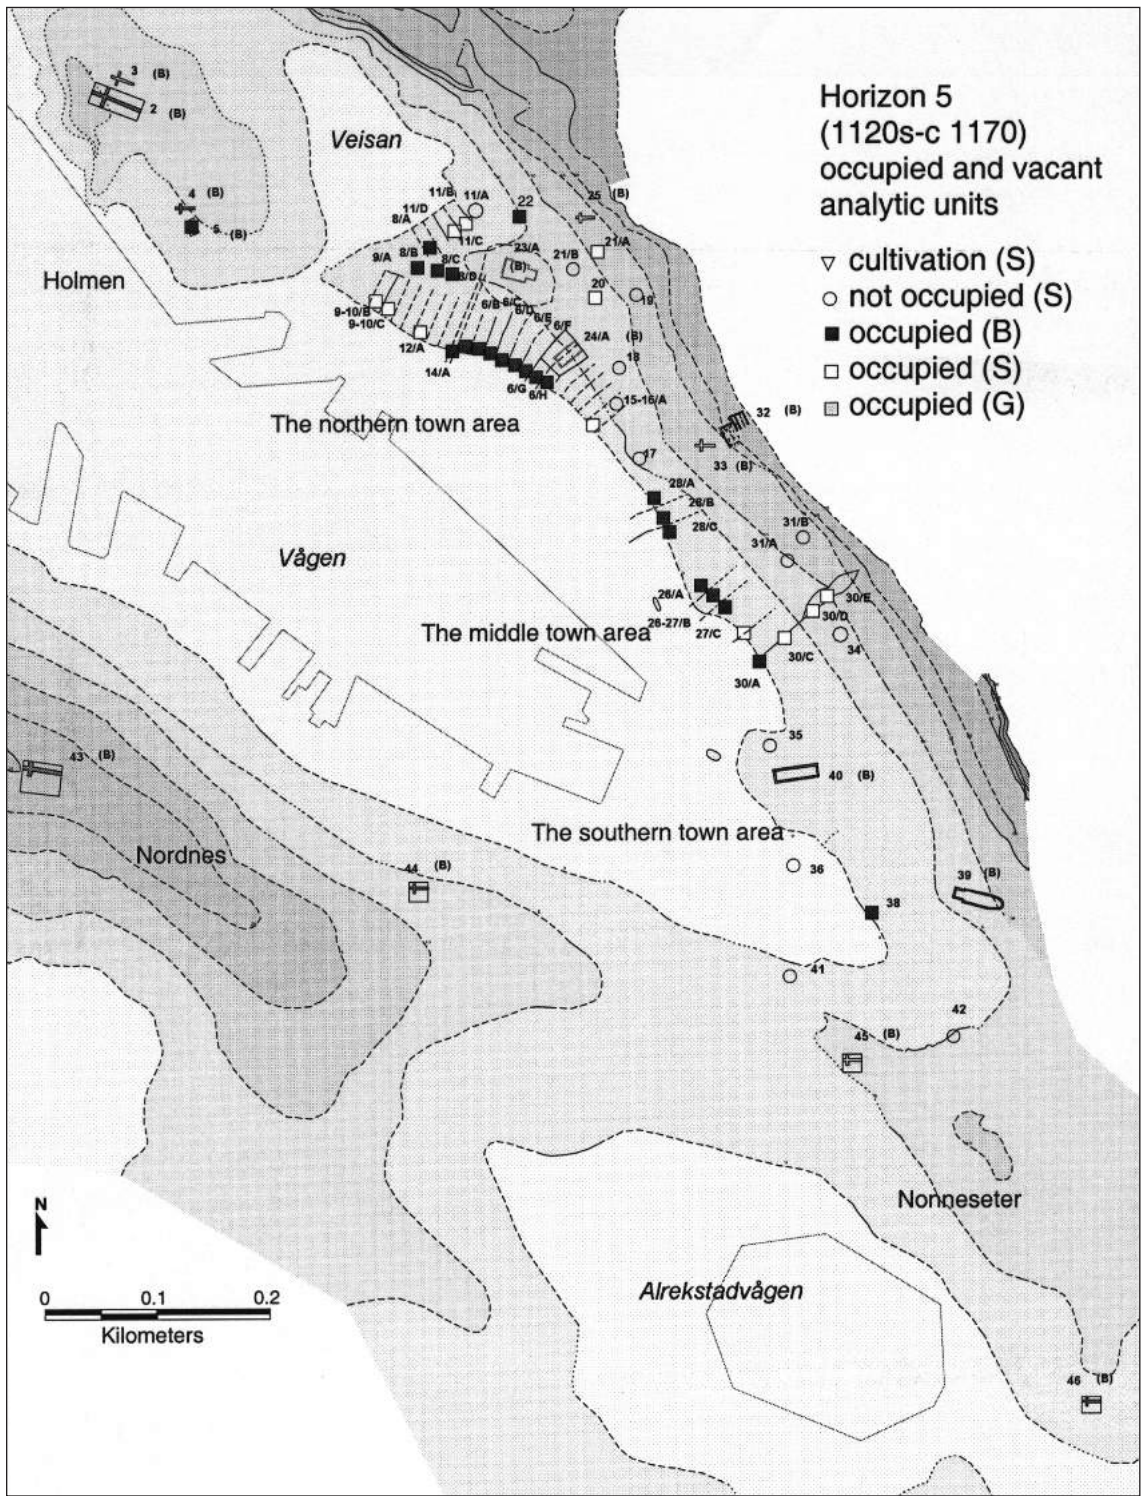 Horizon 5
(1120s-c 1170)
occupied and vacant
analytic units
cultivation (S)
not occupied (S)
occupied (B)
occupied (S)
occupied (G)
3 (B)
2 (B)
Veisan
4 (B)
5 (B)
Holmen
11/B
11/A
11/D
8/A
22
25 (B)
11/C
23/A
(B)
21/B
21/A
9/A
8/B
8/C
8/D
20
19
6/B
6/C
6/D
6/E
6/F
9-10/B
9-10/C
24/A (B)
12/A
14/A
6/G
6/H
18
15-16/A
32 (B)
The northern town area
17
33 (B)
28/A
28/B
28/C
31/B
31/A
Vågen
26/A
30/E
30/D
26-27/B
The middle town area
27/C
30/C
34
30/A
35
43 (B)
40 (B)
The southern town area
Nordnes
44 (B)
36
39 (B)
38
41
42
45 (B)
Nonneseter
N
Alrekstadvågen
0 0.1 0.2
Kilometers
46 (B)